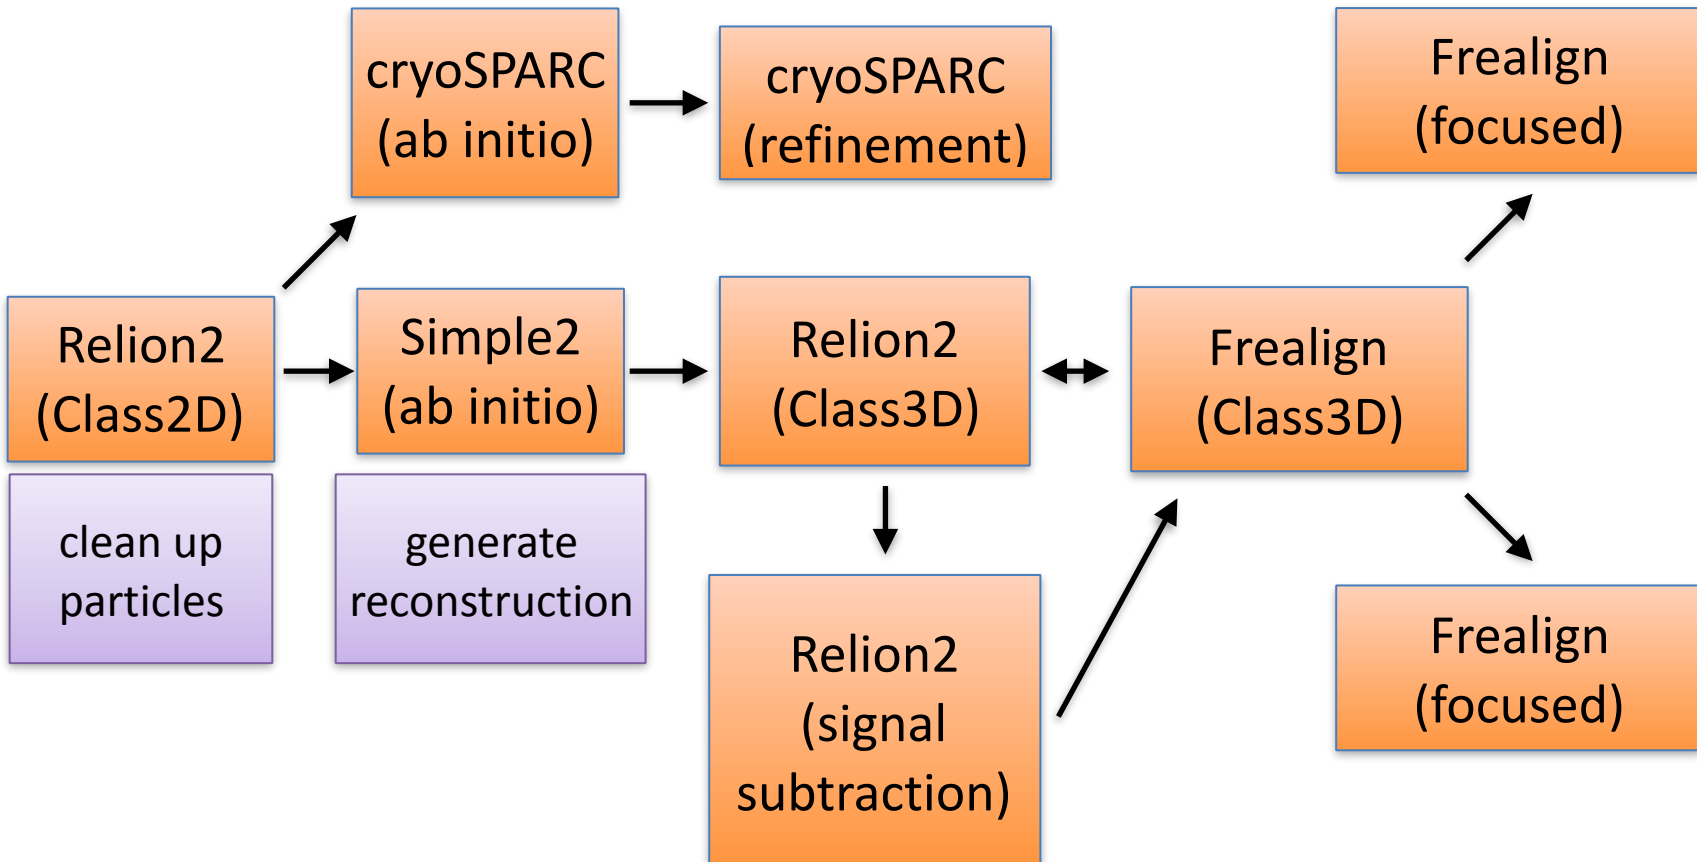 cryoSPARC
(ab initio)
cryoSPARC
(refinement)
Frealign
(focused)
Relion2
(Class2D)
Simple2
(ab initio)
Relion2
(Class3D)
Frealign
(Class3D)
clean up
particles
generate
reconstruction
Relion2
(signal
subtraction)
Frealign
(focused)